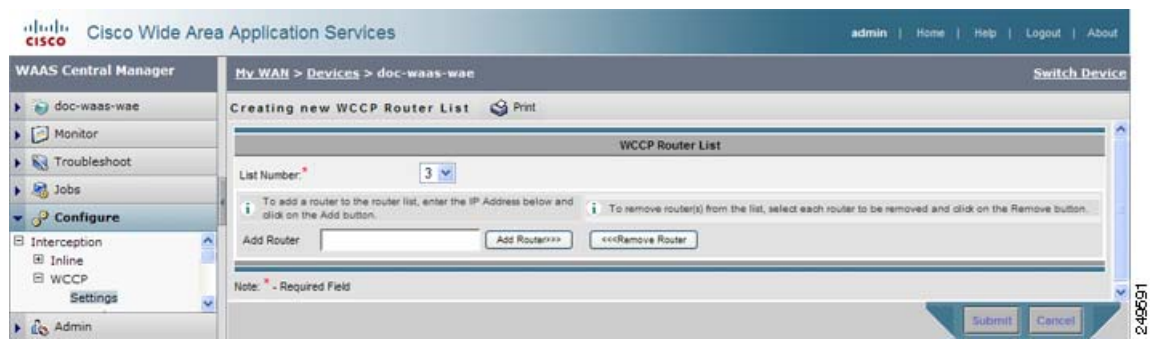 CISCO Cisco Wide Area Application Services
admin | Home | Help | Logout | About
WAAS Central Manager
My WAN > Devices > doc-waas-wae
Switch Device
doc-waas-wae
Monitor
Troubleshoot
Jobs
Configure
Interception
Inline
WCCP
Settings
Admin
Creating new WCCP Router List Print
WCCP Router List
List Number:* 3
To add a router to the router list, enter the IP Address below and
click on the Add button.
To remove router(s) from the list, select each router to be removed and click on the Remove button.
Add Router Add Router>>> <<<Remove Router
Note: * - Required Field
Submit Cancel
249591